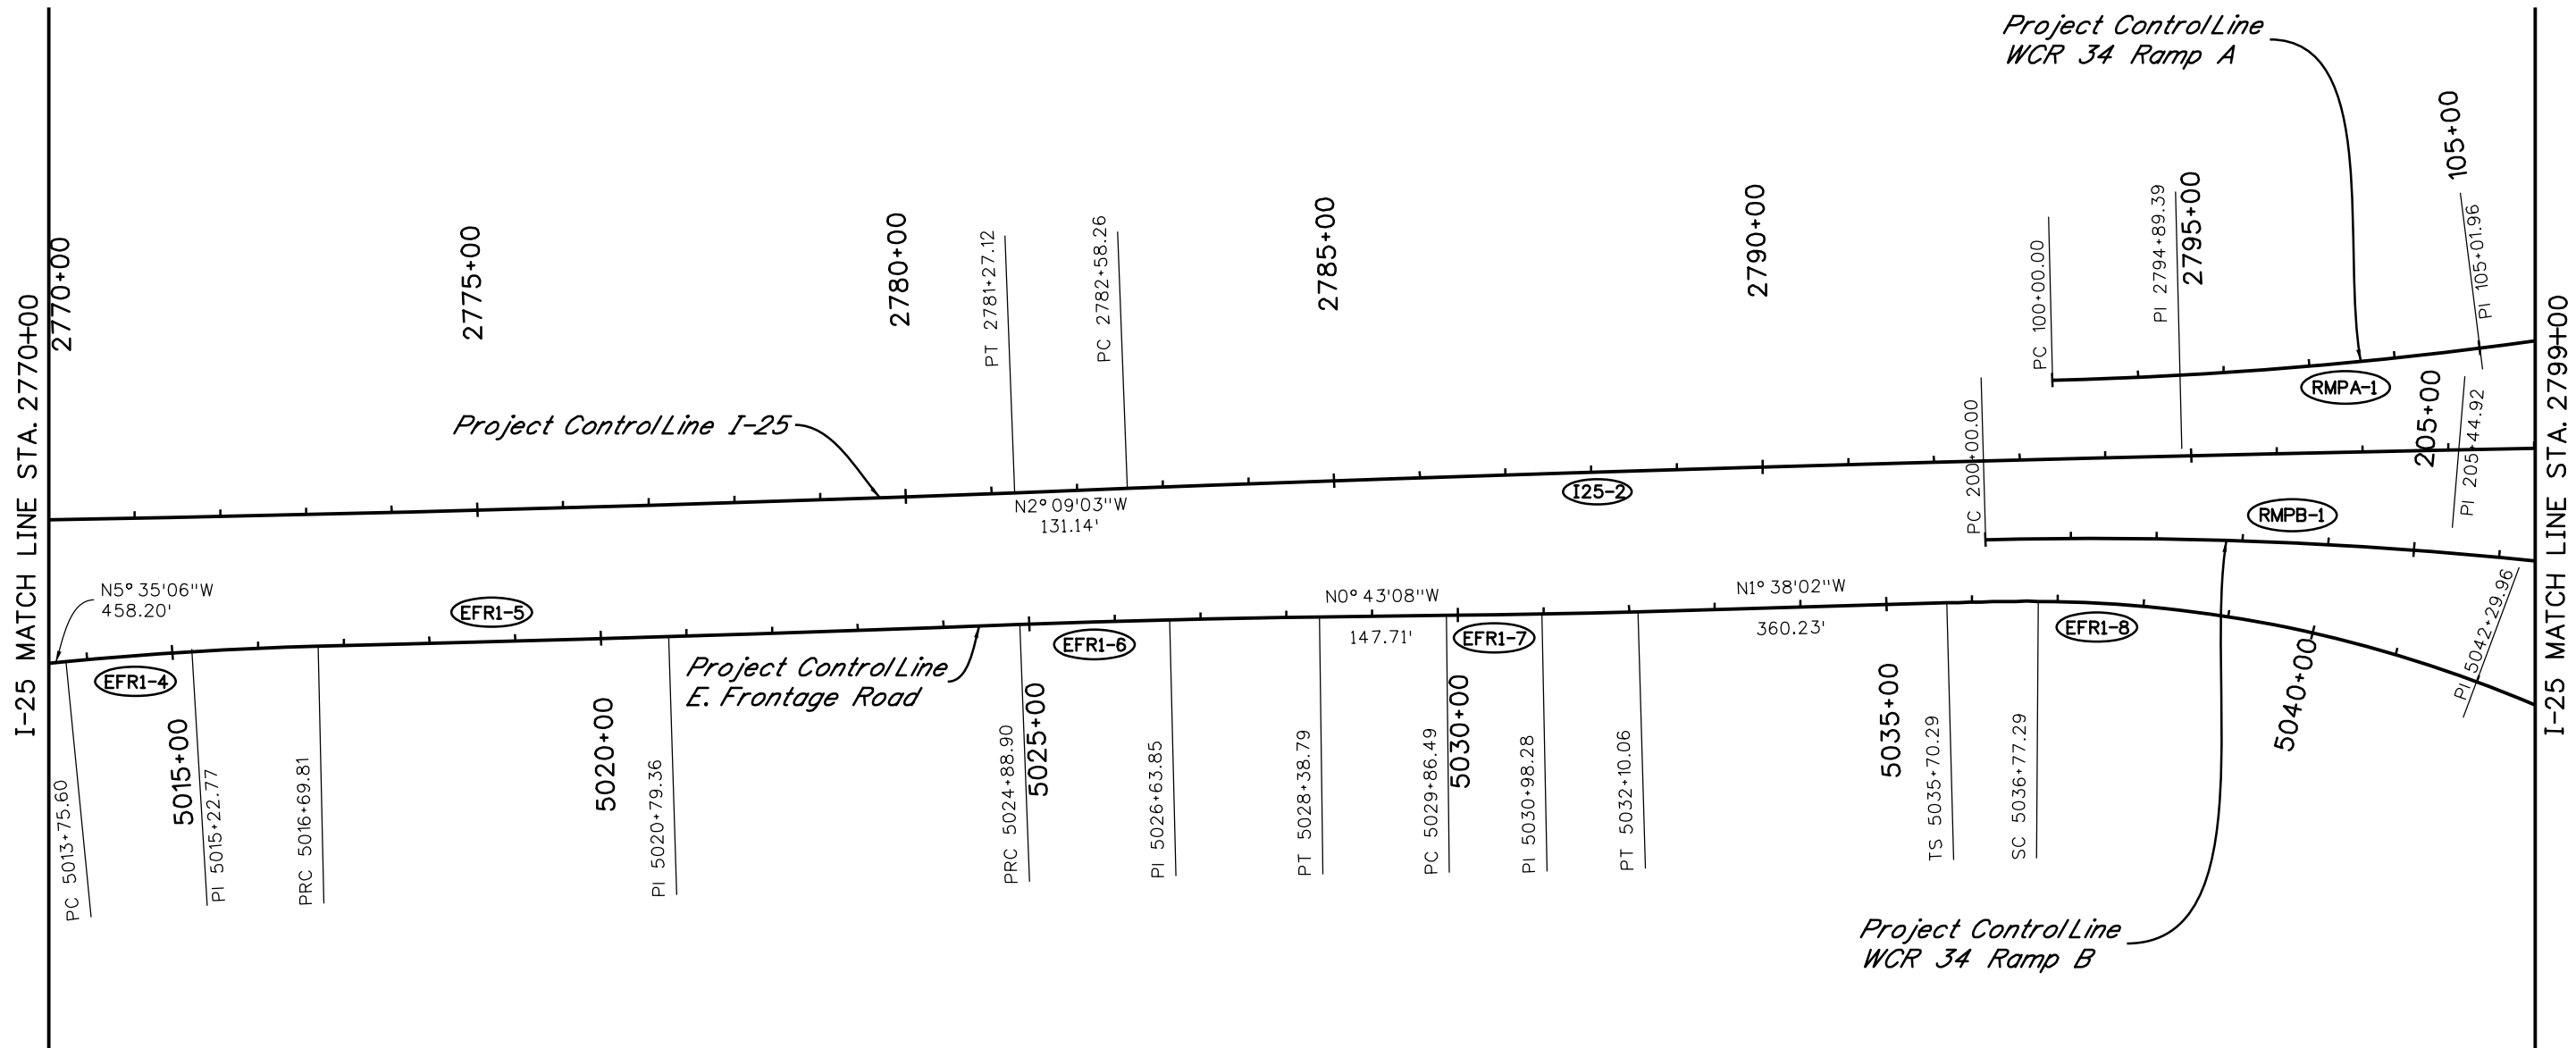 Project Control Line
WCR 34 Ramp A
105+00
2770+00
2775+00
2780+00
PT 2781+27.12
PC 2782+58.26
2785+00
2790+00
PC 100+00.00
PI 2794+89.39
2795+00
PI 105+01.96
I-25 MATCH LINE STA. 2770+00
I-25 MATCH LINE STA. 2799+00
RMPA-1
Project Control Line I-25
PC 200+00.00
205+00
PI 205+44.92
I25-2
N2° 09'03"W
131.14'
RMPB-1
N5° 35'06"W
458.20'
EFR1-5
N0° 43'08"W
147.71'
N1° 38'02"W
360.23'
EFR1-4
EFR1-6
EFR1-7
EFR1-8
Project Control Line
E. Frontage Road
PC 5013+75.60
5015+00
PI 5015+22.77
PRC 5016+69.81
5020+00
PI 5020+79.36
PRC 5024+88.90
5025+00
PI 5026+63.85
PT 5028+38.79
PC 5029+86.49
5030+00
PI 5030+98.28
PT 5032+10.06
5035+00
TS 5035+70.29
SC 5036+77.29
5040+00
PI 5042+29.96
Project Control Line
WCR 34 Ramp B